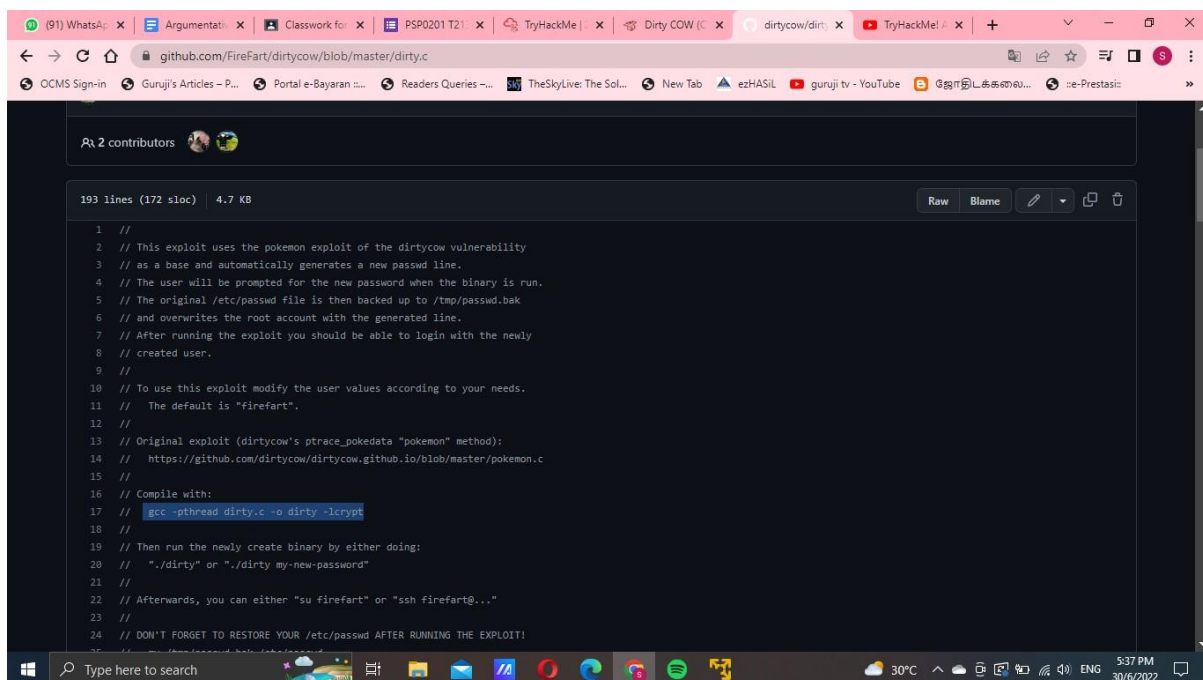 (91) WhatsAp
Argumentativ
Classwork for
PSP0201 T21
TryHackMe |
Dirty COW (C
dirtycow/dirt
TryHackMe! A
github.com/FireFart/dirtycow/blob/master/dirty.c
OCMS Sign-in
Guruji's Articles – P...
Portal e-Bayaran ::...
Readers Queries –...
TheSkyLive: The Sol...
New Tab
ezHASiL
guruji tv - YouTube
ஜோதிடக்கலை...
::e-Prestasi::
2 contributors
193 lines (172 sloc) 4.7 KB
Raw Blame
1 //
2 // This exploit uses the pokemon exploit of the dirtycow vulnerability
3 // as a base and automatically generates a new passwd line.
4 // The user will be prompted for the new password when the binary is run.
5 // The original /etc/passwd file is then backed up to /tmp/passwd.bak
6 // and overwrites the root account with the generated line.
7 // After running the exploit you should be able to login with the newly
8 // created user.
9 //
10 // To use this exploit modify the user values according to your needs.
11 // The default is "firefart".
12 //
13 // Original exploit (dirtycow's ptrace_pokedata "pokemon" method):
14 // https://github.com/dirtycow/dirtycow.github.io/blob/master/pokemon.c
15 //
16 // Compile with:
17 // gcc -pthread dirty.c -o dirty -lcrypt
18 //
19 // Then run the newly create binary by either doing:
20 // "./dirty" or "./dirty my-new-password"
21 //
22 // Afterwards, you can either "su firefart" or "ssh firefart@..."
23 //
24 // DON'T FORGET TO RESTORE YOUR /etc/passwd AFTER RUNNING THE EXPLOIT!
Type here to search
30°C
ENG
5:37 PM
30/6/2022